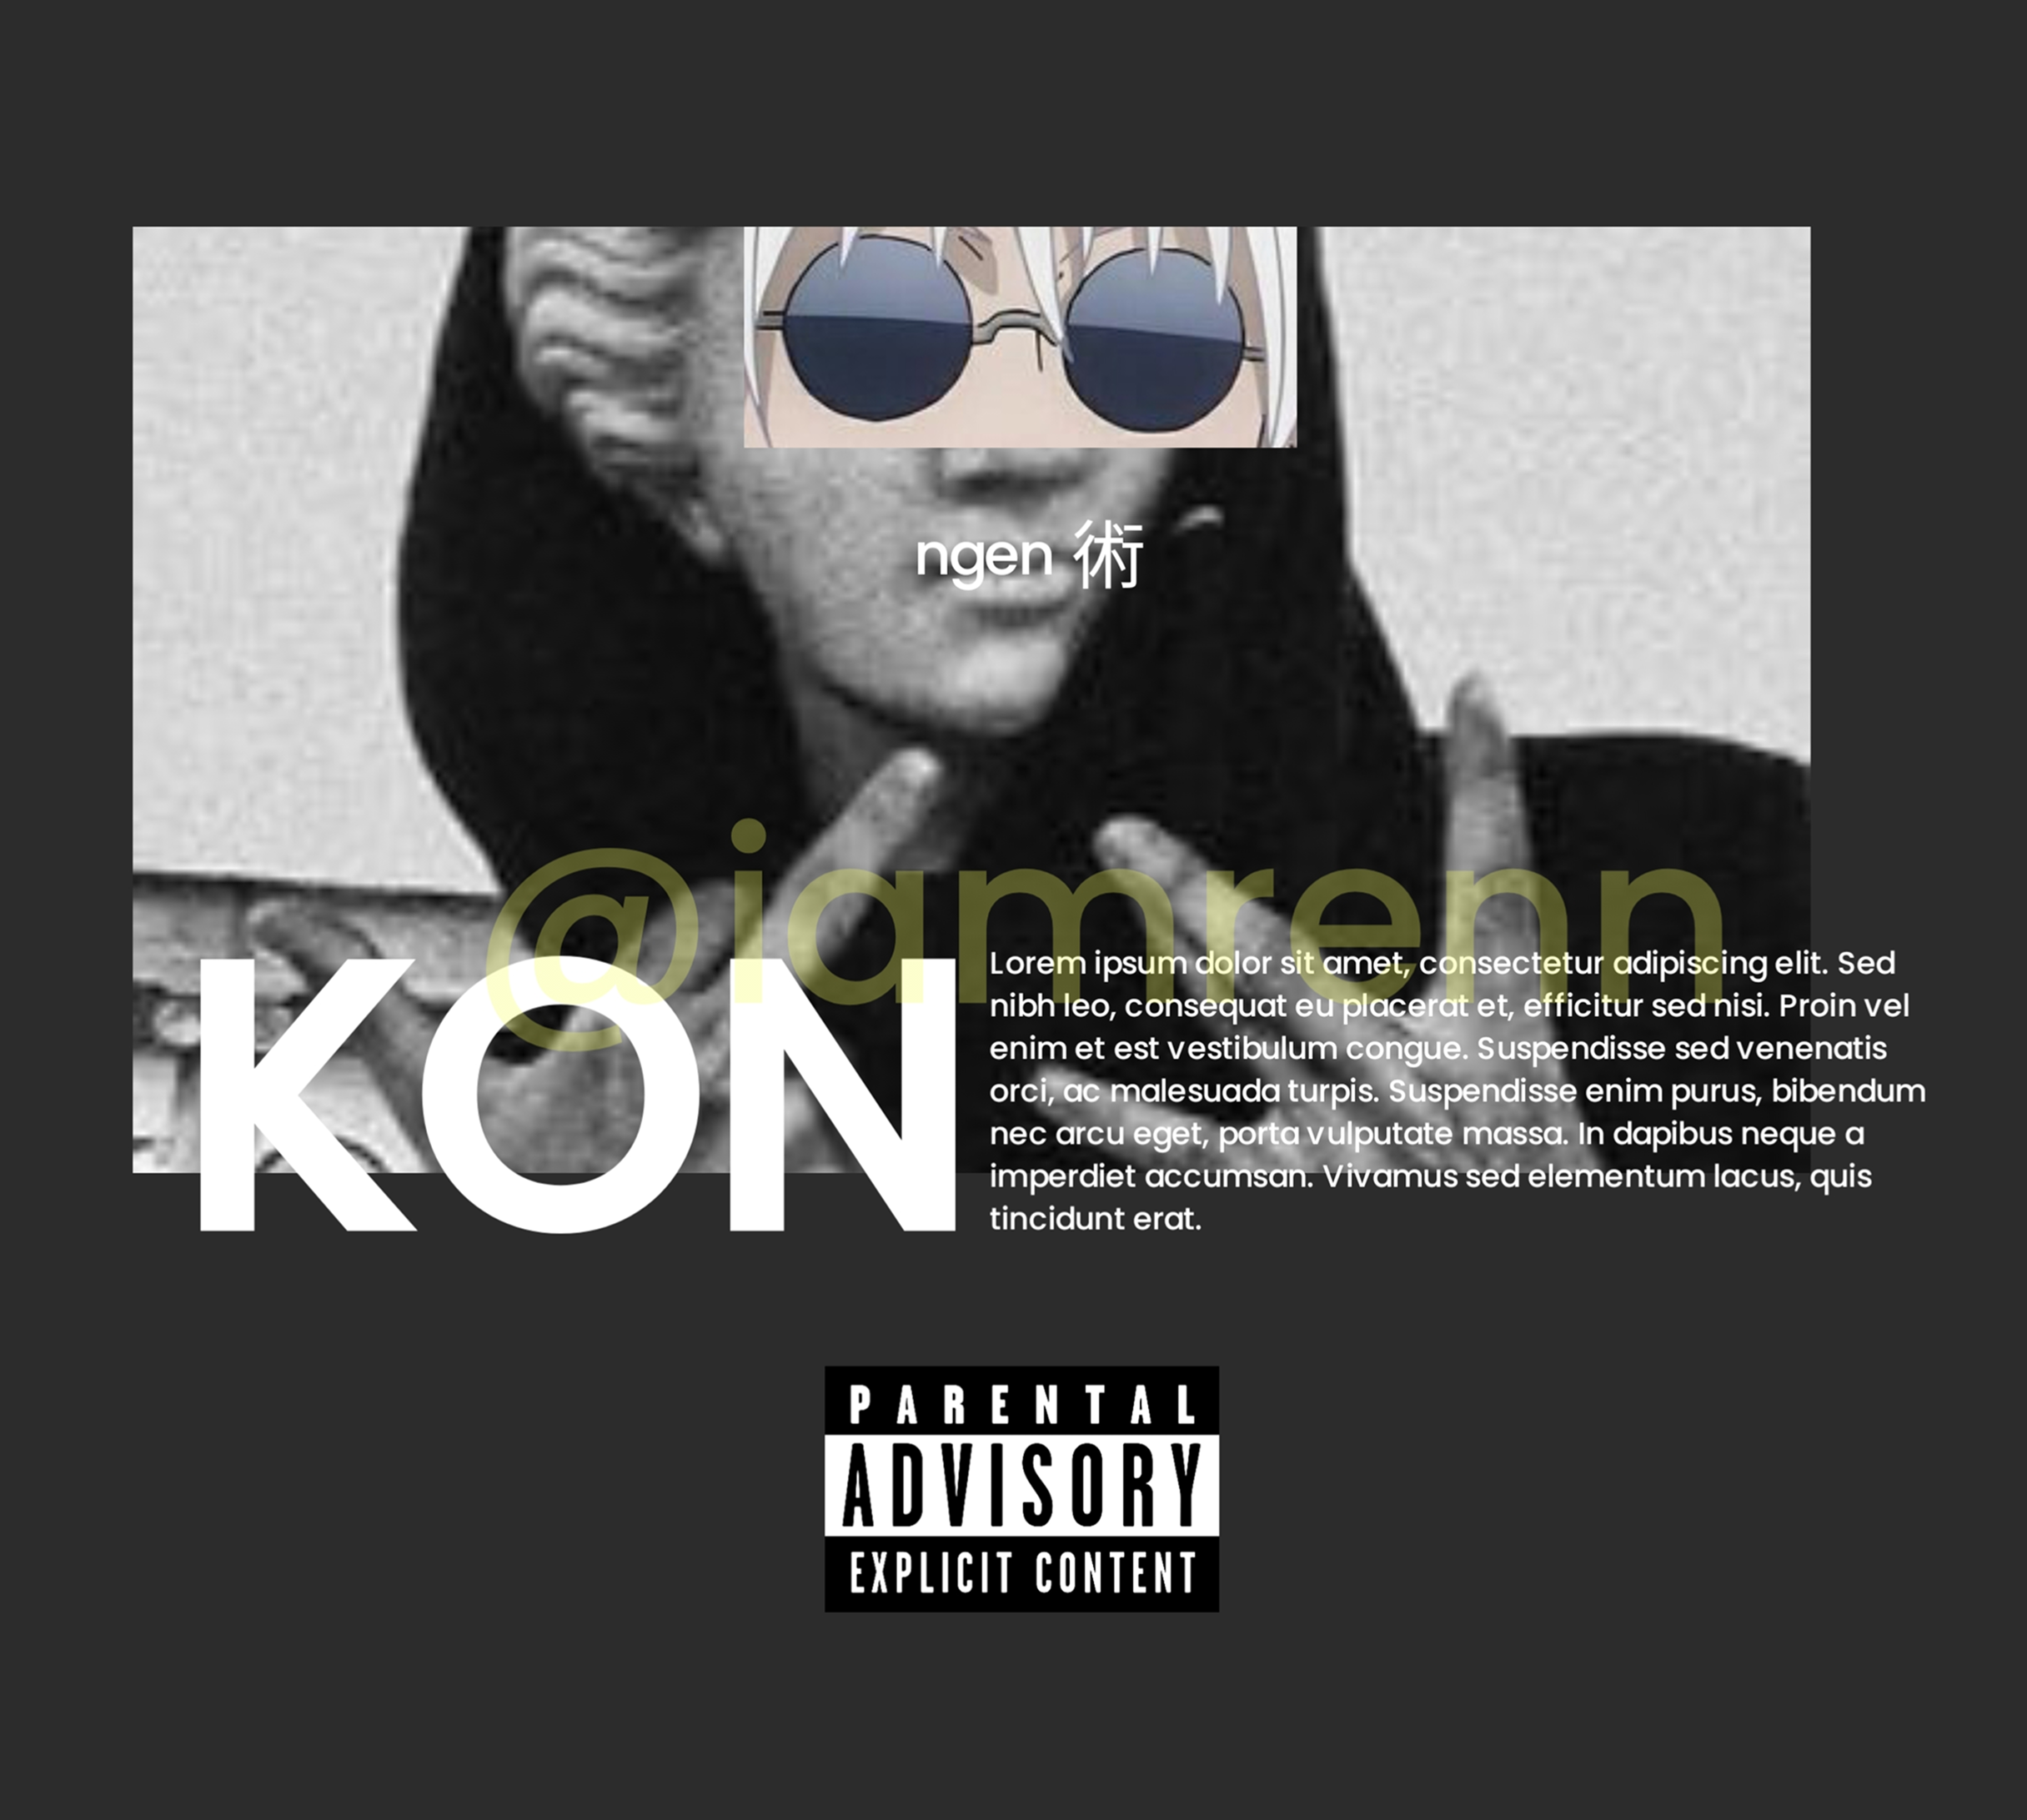 ngen 術
@iamrenn
KON
Lorem ipsum dolor sit amet, consectetur adipiscing elit. Sed
nibh leo, consequat eu placerat et, efficitur sed nisi. Proin vel
enim et est vestibulum congue. Suspendisse sed venenatis
orci, ac malesuada turpis. Suspendisse enim purus, bibendum
nec arcu eget, porta vulputate massa. In dapibus neque a
imperdiet accumsan. Vivamus sed elementum lacus, quis
tincidunt erat.
PARENTAL
ADVISORY
EXPLICIT CONTENT